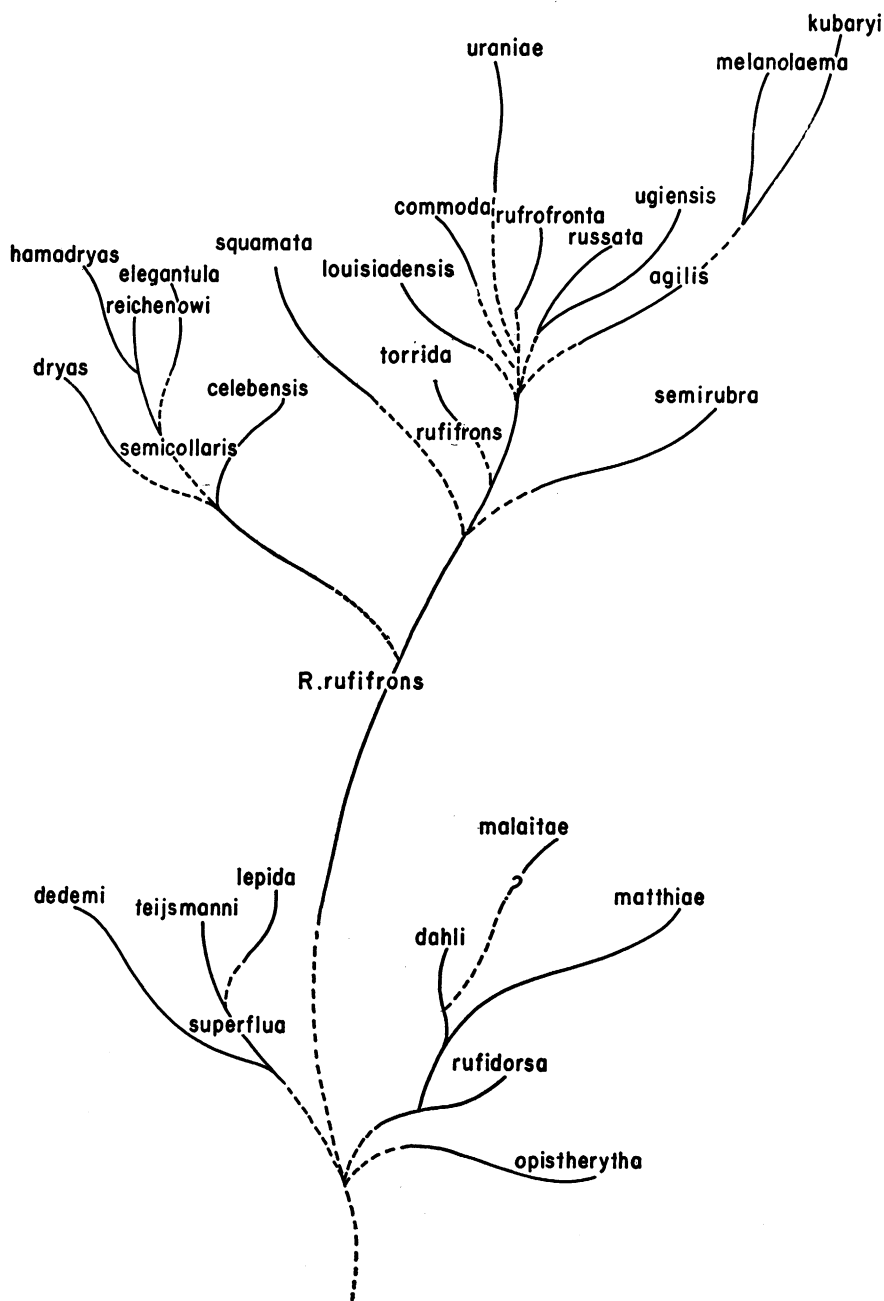 kubaryi
uraniae
melanolaema
commoda
rufrofronta
ugiensis
russata
squamata
hamadryas
elegantula
louisiadensis
agilis
reichenowi
torrida
dryas
celebensis
semirubra
rufifrons
semicollaris
R.rufifrons
malaitae
lepida
dedemi
teijsmanni
matthiae
dahli
superflua
rufidorsa
opistherytha
?